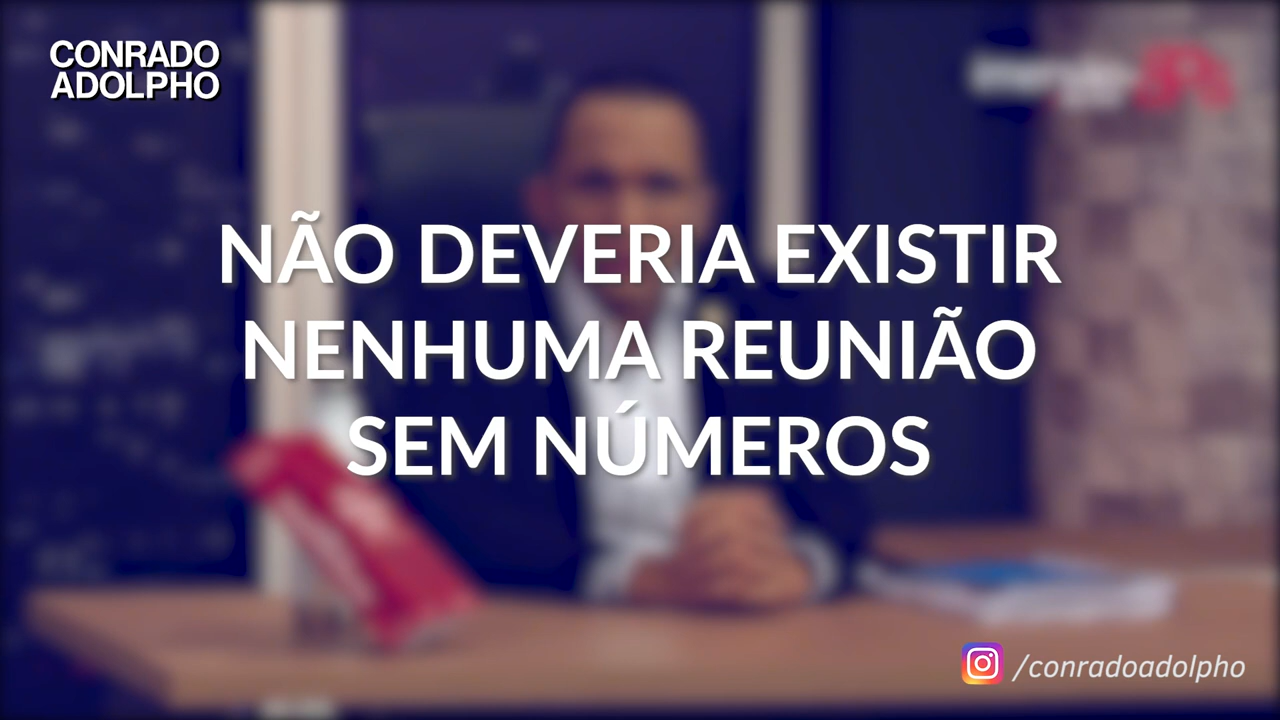 CONRADO
ADOLPHO
NÃO DEVERIA EXISTIR
NENHUMA REUNIÃO
SEM NÚMEROS
/conradoadolpho